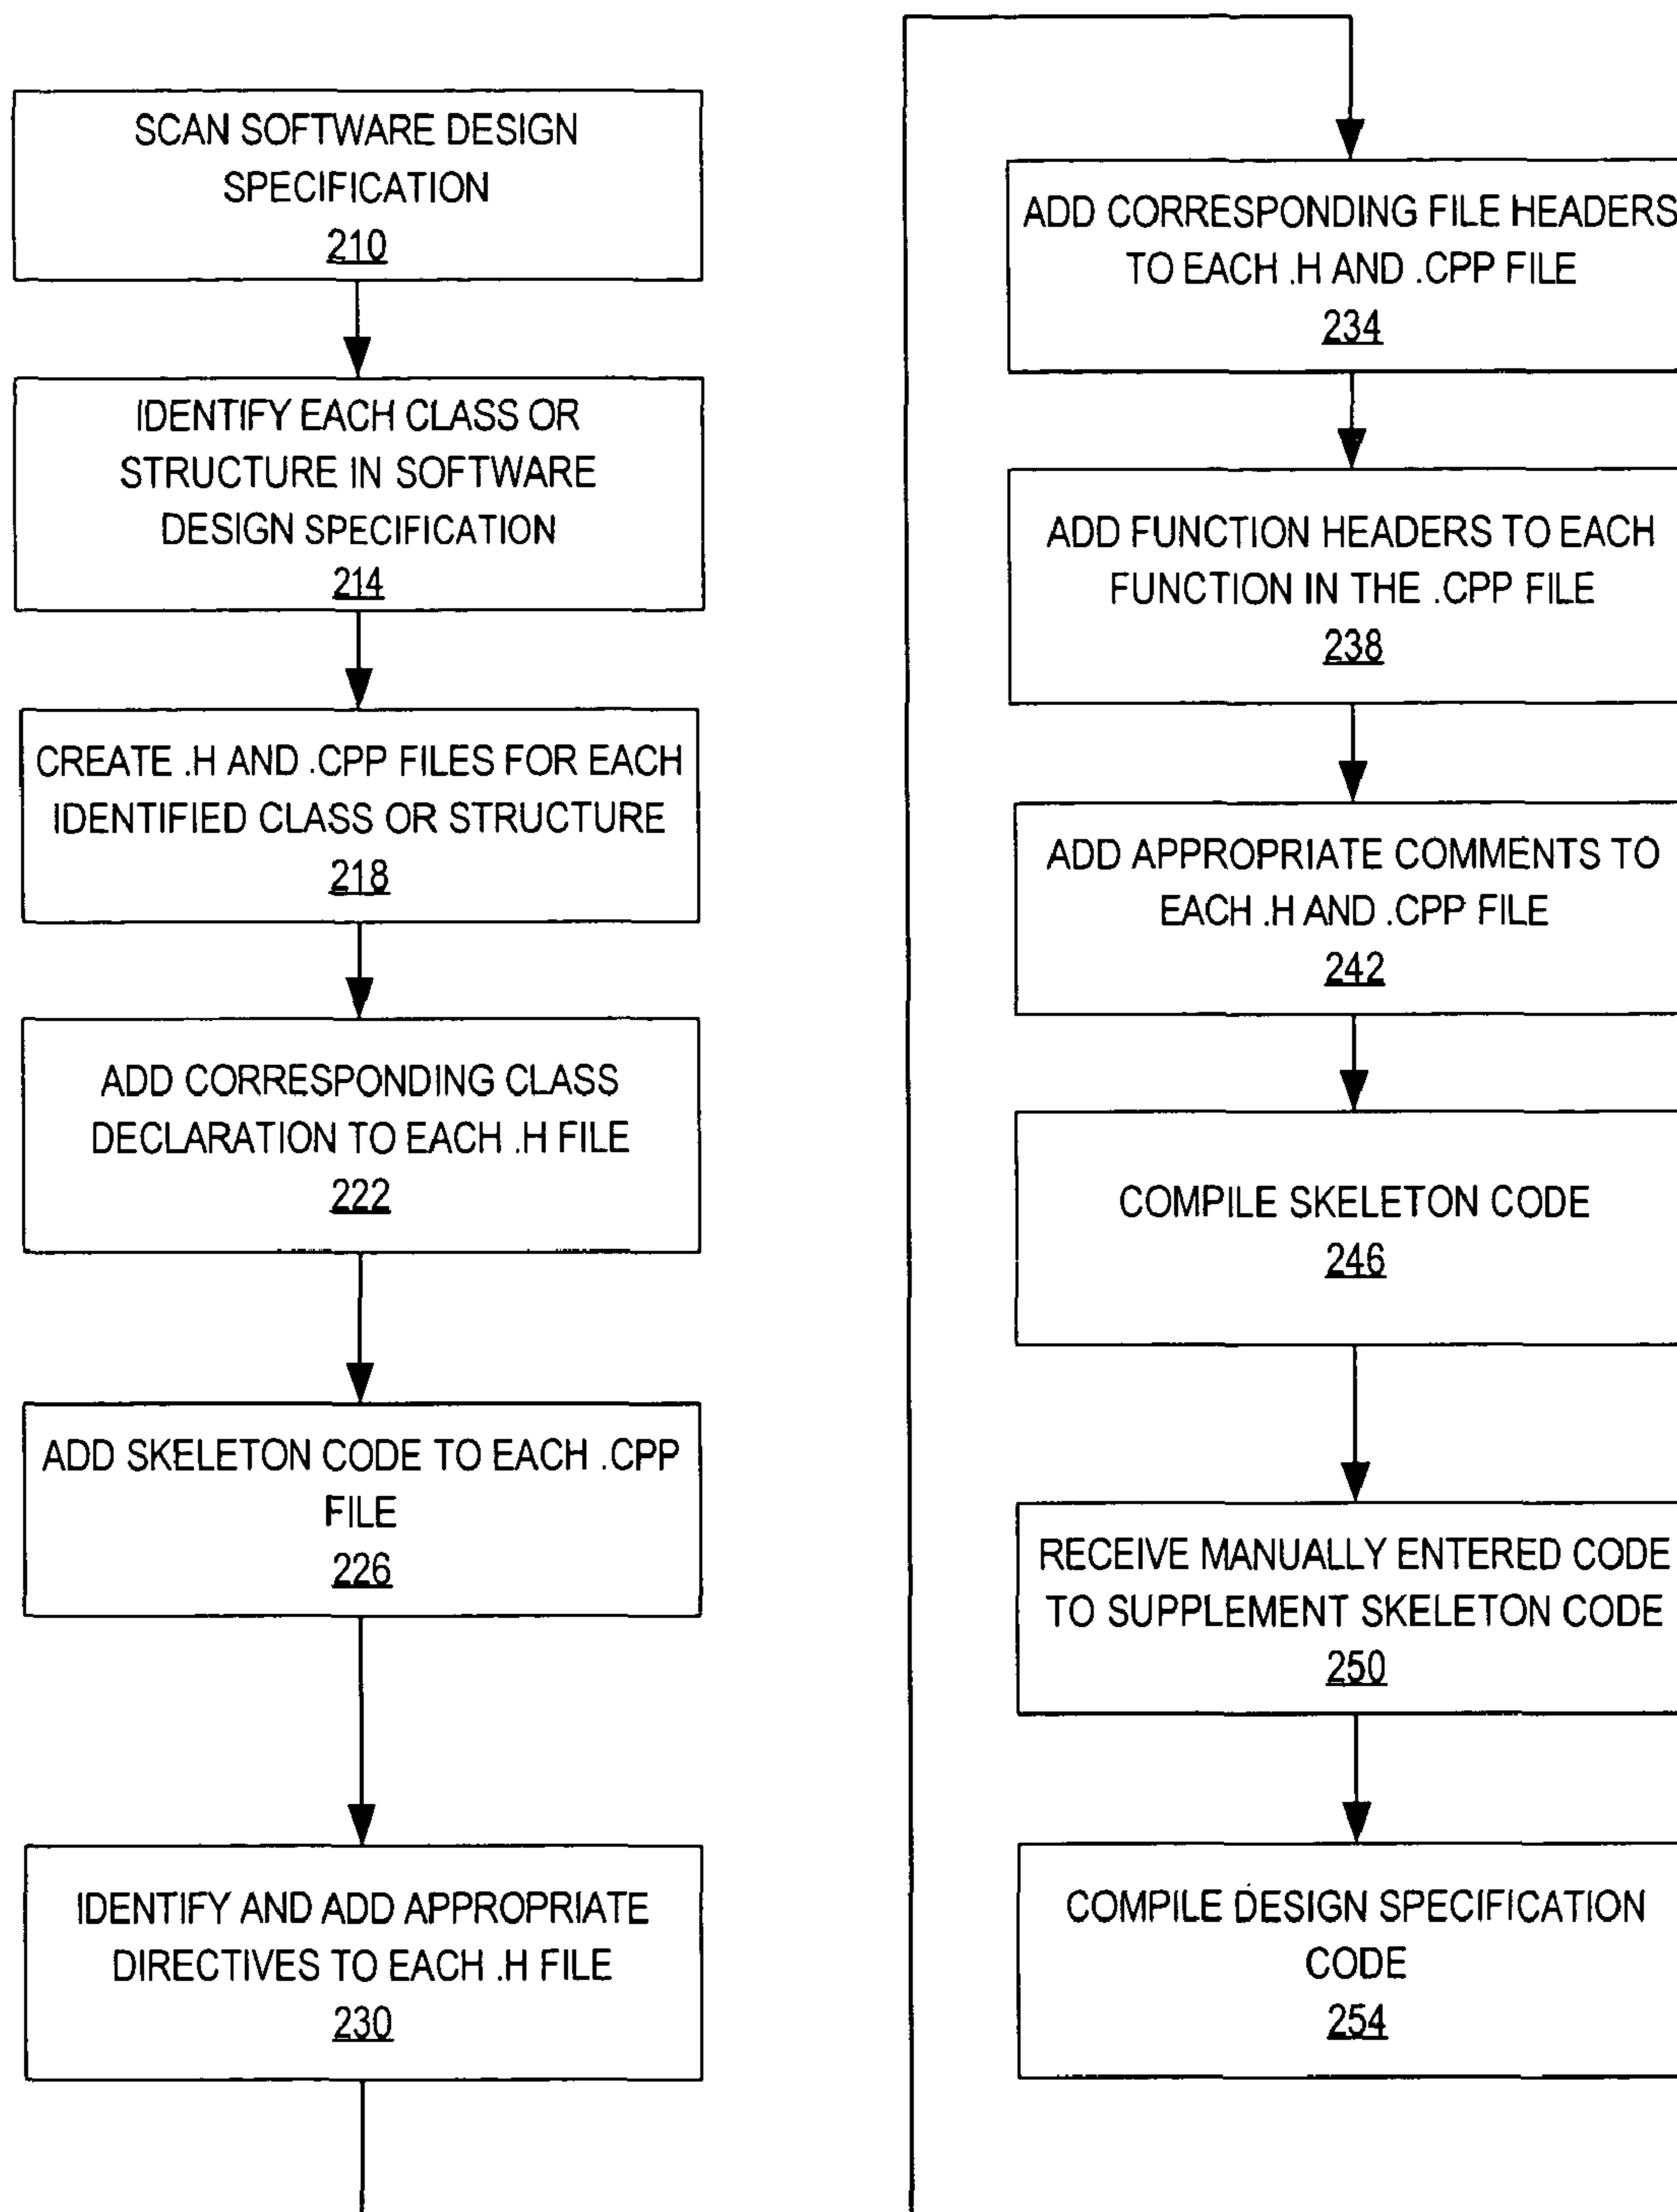 SCAN SOFTWARE DESIGN
SPECIFICATION
210
IDENTIFY EACH CLASS OR
STRUCTURE IN SOFTWARE
DESIGN SPECIFICATION
214
CREATE .H AND .CPP FILES FOR EACH
IDENTIFIED CLASS OR STRUCTURE
218
ADD CORRESPONDING CLASS
DECLARATION TO EACH .H FILE
222
ADD SKELETON CODE TO EACH .CPP
FILE
226
IDENTIFY AND ADD APPROPRIATE
DIRECTIVES TO EACH .H FILE
230
ADD CORRESPONDING FILE HEADERS
TO EACH .H AND .CPP FILE
234
ADD FUNCTION HEADERS TO EACH
FUNCTION IN THE .CPP FILE
238
ADD APPROPRIATE COMMENTS TO
EACH .H AND .CPP FILE
242
COMPILE SKELETON CODE
246
RECEIVE MANUALLY ENTERED CODE
TO SUPPLEMENT SKELETON CODE
250
COMPILE DESIGN SPECIFICATION
CODE
254